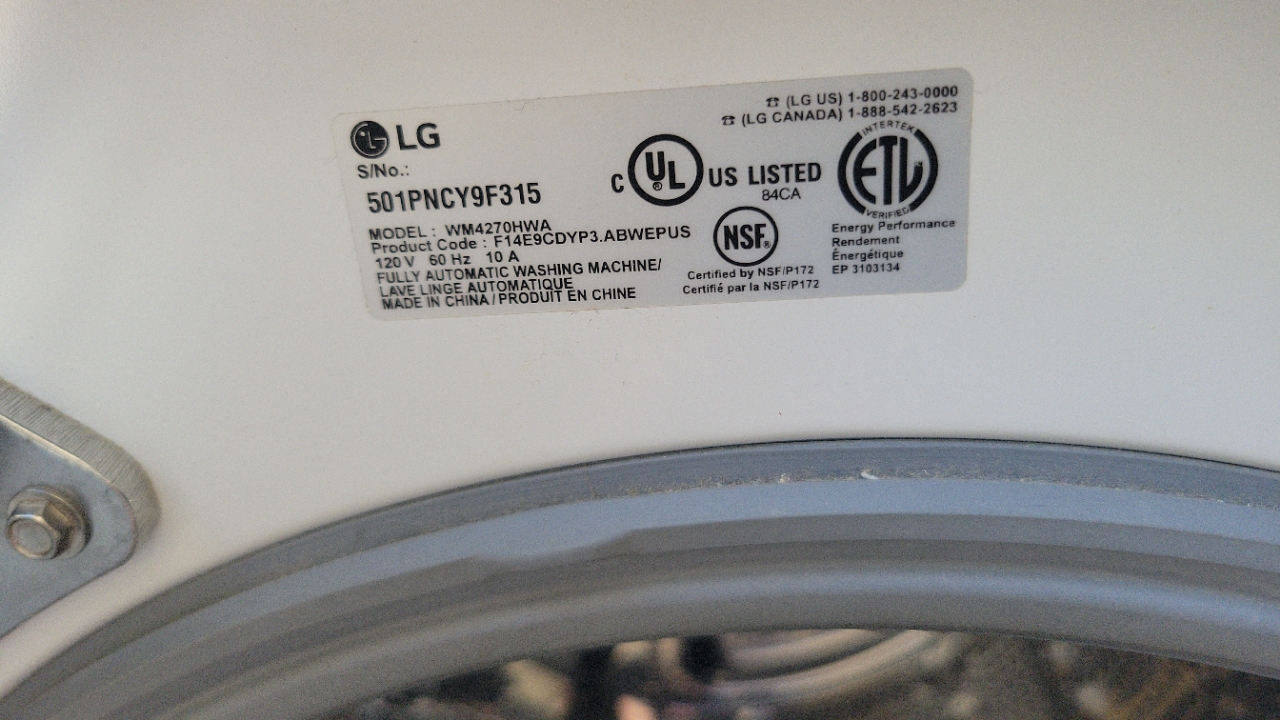 LG
S/No.:
501PNCY9F315
MODEL : WM4270HWA
Product Code : F14E9CDYP3.ABWEPUS
120 V 60 Hz 10 A
FULLY AUTOMATIC WASHING MACHINE/
LAVE LINGE AUTOMATIQUE
MADE IN CHINA/PRODUIT EN CHINE
☎ (LG US) 1-800-243-0000
☎ (LG CANADA) 1-888-542-2623
C UL ® US LISTED
84CA
NSF®
Certified by NSF/P172
Certifié par la NSF/P172
INTERTEK
ETL
VERIFIED
Energy Performance
Rendement
Énergétique
EP 3103134